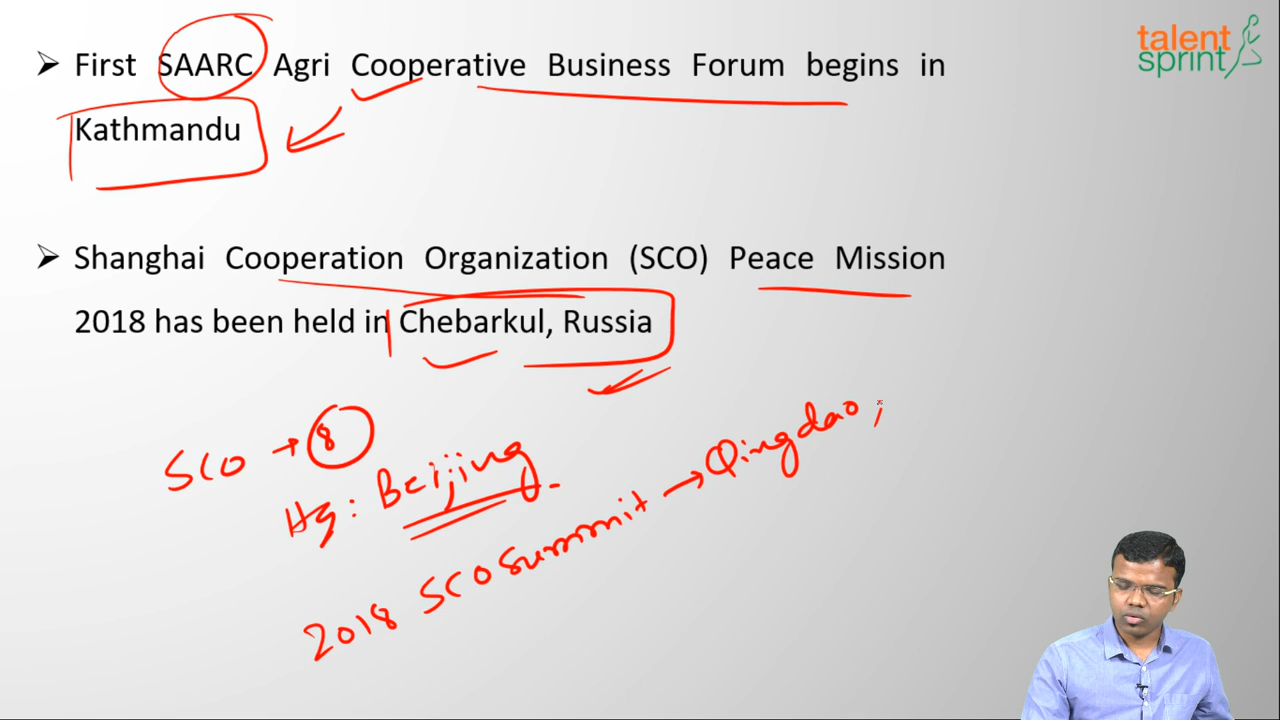 talent
sprint
➢ First SAARC Agri Cooperative Business Forum begins in
Kathmandu
➢ Shanghai Cooperation Organization (SCO) Peace Mission
2018 has been held in Chebarkul, Russia
SCO → 8
Hq: Beijing
2018 SCO Summit → Qingdao,